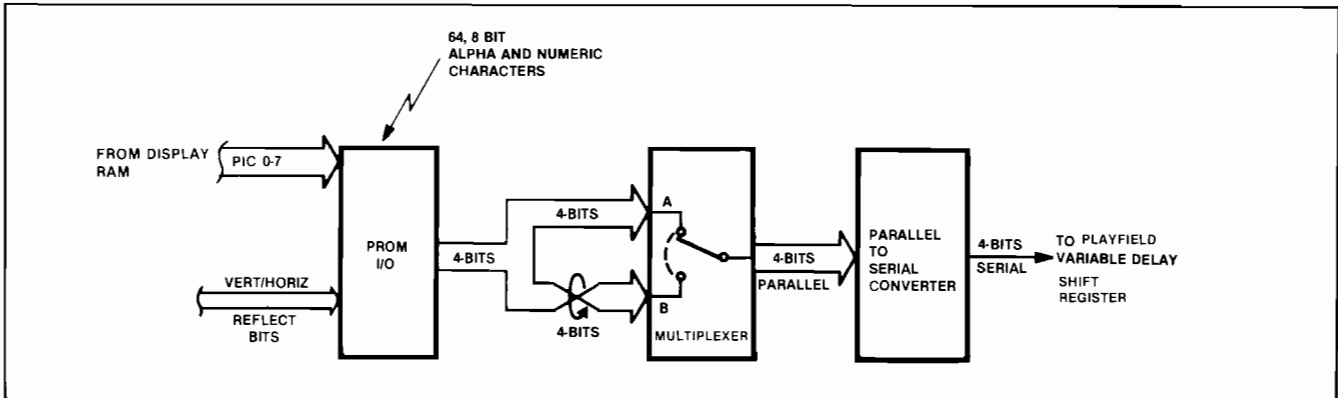 64, 8 BIT
ALPHA AND NUMERIC
CHARACTERS
FROM DISPLAY
RAM
PIC 0-7
VERT/HORIZ
REFLECT
BITS
PROM
I/O
4-BITS
4-BITS
4-BITS
A
B
MULTIPLEXER
4-BITS
PARALLEL
PARALLEL
TO
SERIAL
CONVERTER
4-BITS
SERIAL
TO PLAYFIELD
VARIABLE DELAY
SHIFT
REGISTER